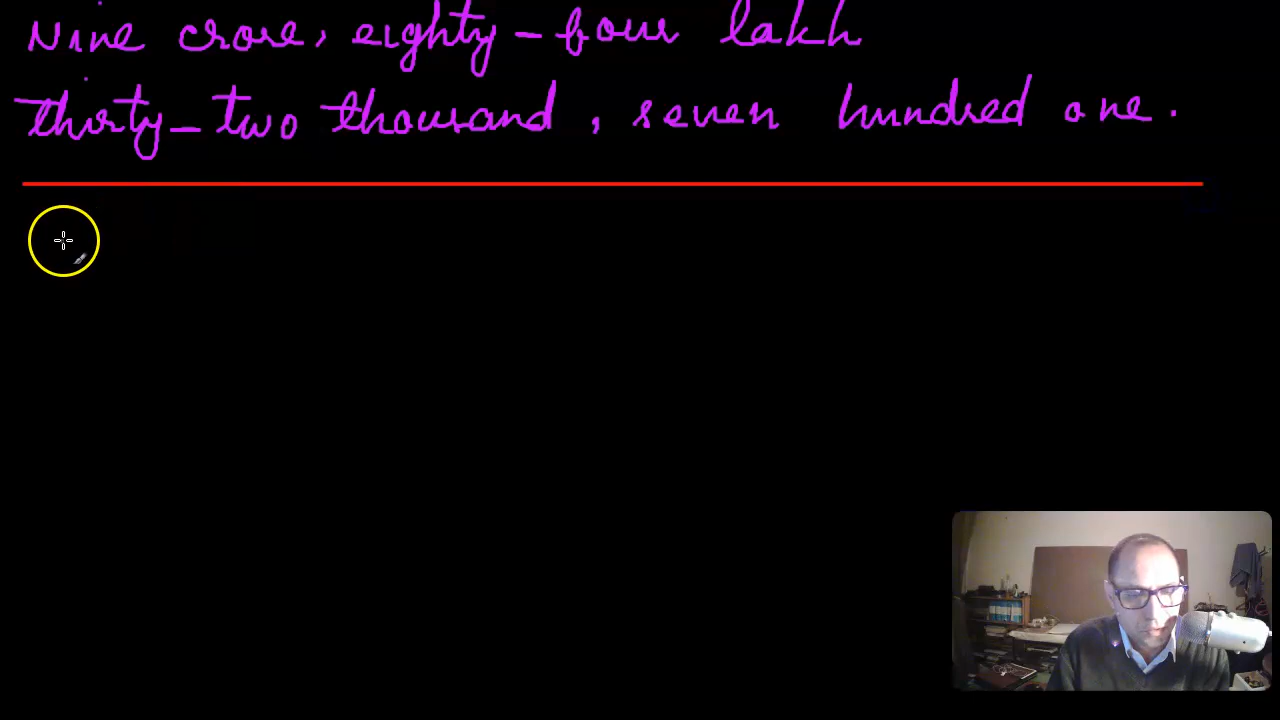 Nine crore, eighty-four lakh
thirty-two thousand, seven hundred one.